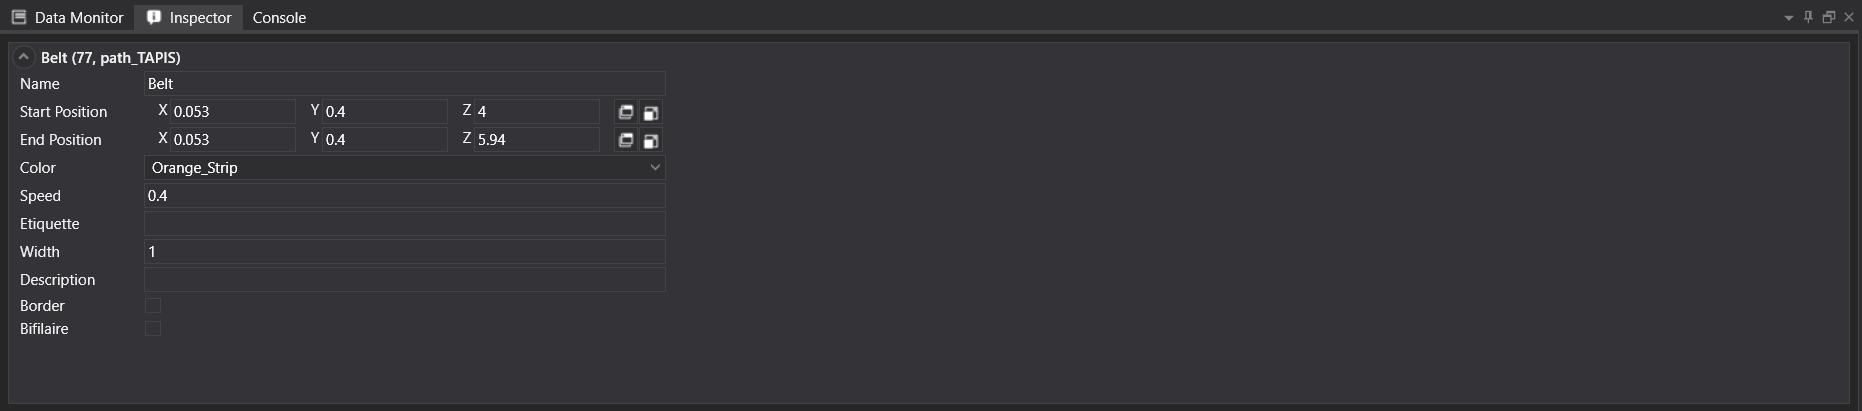 Data Monitor Inspector Console
Belt (77, path_TAPIS)
Name Belt
Start Position X 0.053 Y 0.4 Z 4
End Position X 0.053 Y 0.4 Z 5.94
Color Orange_Strip
Speed 0.4
Etiquette
Width 1
Description
Border
Bifilaire